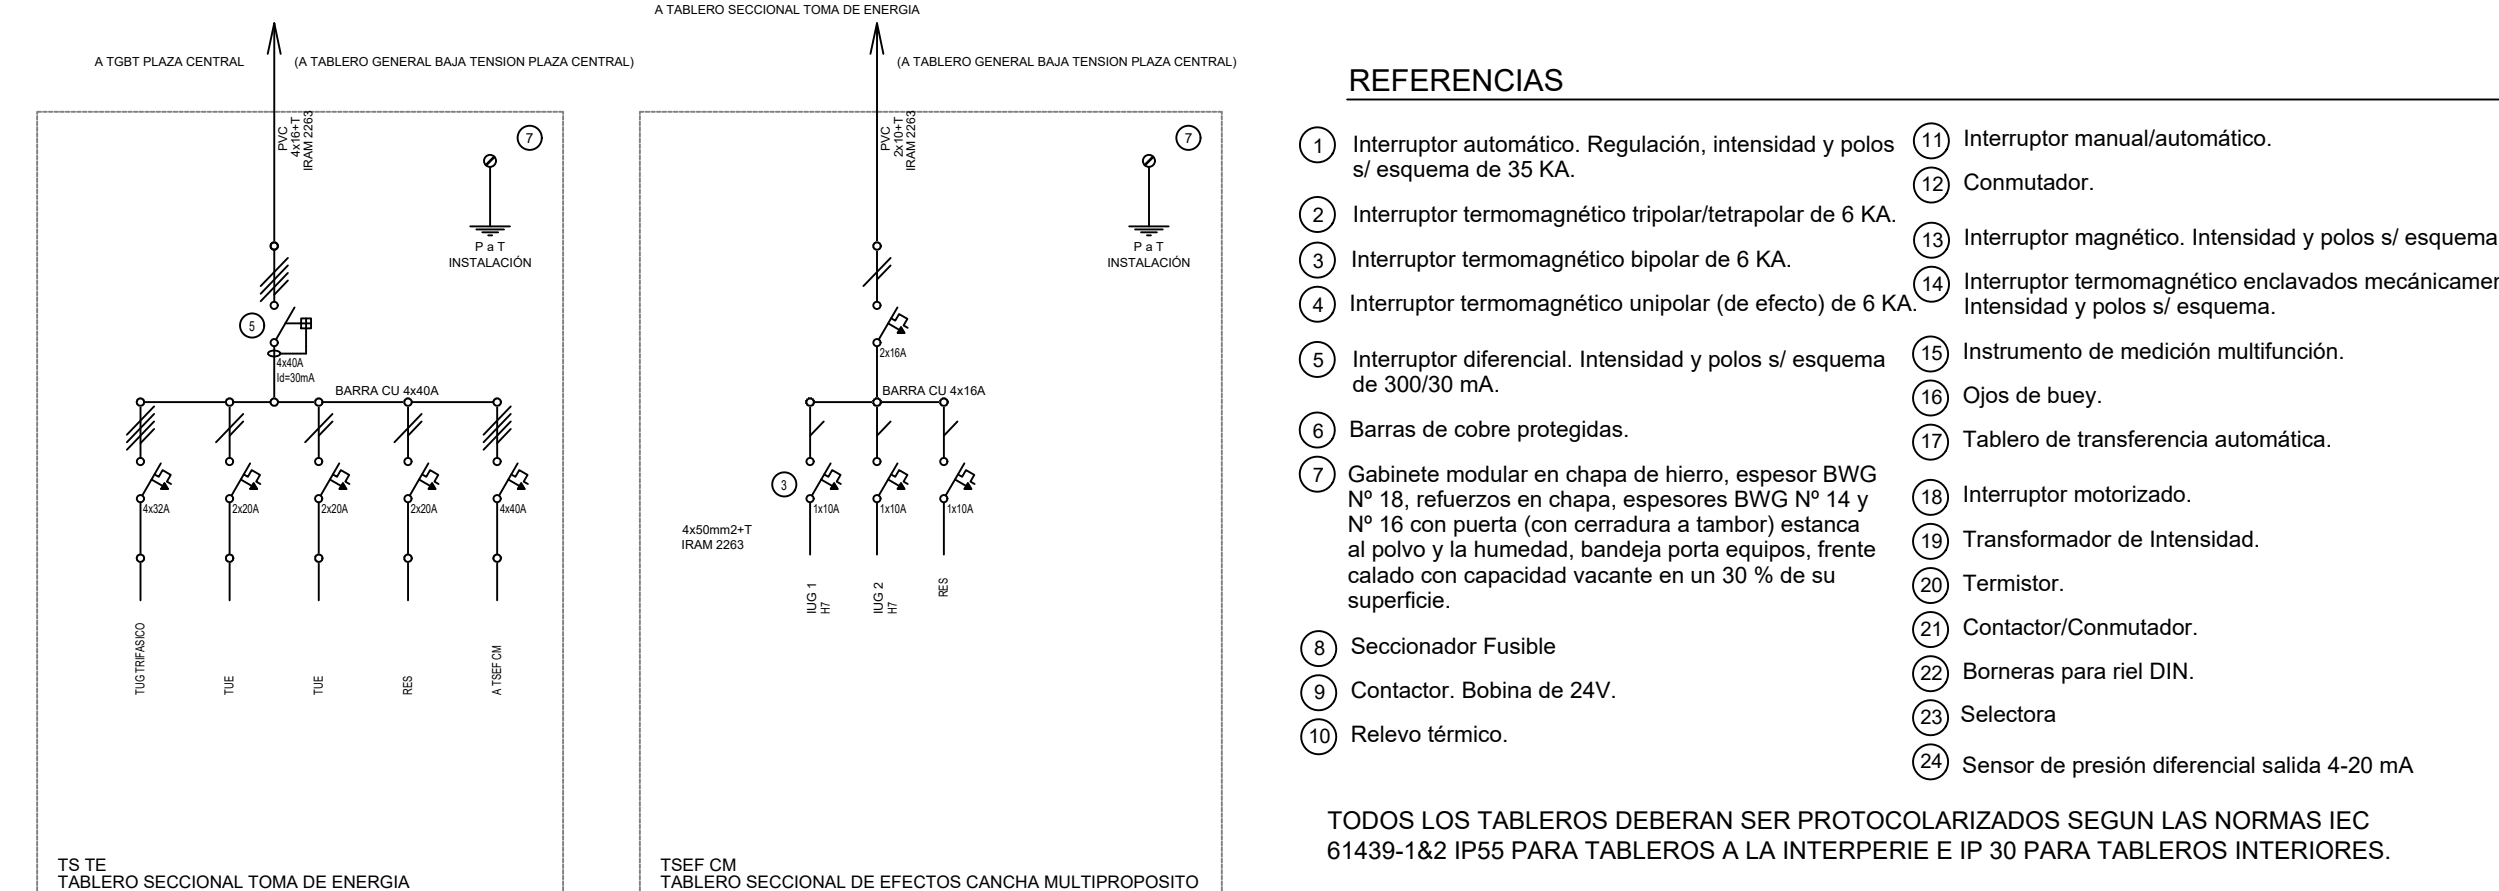 A TGBT PLAZA CENTRAL
(A TABLERO GENERAL BAJA TENSION PLAZA CENTRAL)
PVC
4x16+T
IRAM 2263
7
P a T
INSTALACIÓN
5
4x40A
Id=30mA
BARRA CU 4x40A
4x32A
2x20A
2x20A
2x20A
4x40A
TUG TRIFASICO
TUE
TUE
RES
A TSEF CM
TS TE
TABLERO SECCIONAL TOMA DE ENERGIA
A TABLERO SECCIONAL TOMA DE ENERGIA
(A TABLERO GENERAL BAJA TENSION PLAZA CENTRAL)
PVC
2x10+T
IRAM 2263
7
P a T
INSTALACIÓN
2x16A
BARRA CU 4x16A
3
1x10A
1x10A
1x10A
4x50mm2+T
IRAM 2263
IUG 1
H7
IUG 2
H7
RES
TSEF CM
TABLERO SECCIONAL DE EFECTOS CANCHA MULTIPROPOSITO
REFERENCIAS
1 Interruptor automático. Regulación, intensidad y polos
s/ esquema de 35 KA.
2 Interruptor termomagnético tripolar/tetrapolar de 6 KA.
3 Interruptor termomagnético bipolar de 6 KA.
4 Interruptor termomagnético unipolar (de efecto) de 6 KA.
5 Interruptor diferencial. Intensidad y polos s/ esquema
de 300/30 mA.
6 Barras de cobre protegidas.
7 Gabinete modular en chapa de hierro, espesor BWG
Nº 18, refuerzos en chapa, espesores BWG Nº 14 y
Nº 16 con puerta (con cerradura a tambor) estanca
al polvo y la humedad, bandeja porta equipos, frente
calado con capacidad vacante en un 30 % de su
superficie.
8 Seccionador Fusible
9 Contactor. Bobina de 24V.
10 Relevo térmico.
11 Interruptor manual/automático.
12 Conmutador.
13 Interruptor magnético. Intensidad y polos s/ esquema
14 Interruptor termomagnético enclavados mecánicamen
Intensidad y polos s/ esquema.
15 Instrumento de medición multifunción.
16 Ojos de buey.
17 Tablero de transferencia automática.
18 Interruptor motorizado.
19 Transformador de Intensidad.
20 Termistor.
21 Contactor/Conmutador.
22 Borneras para riel DIN.
23 Selectora
24 Sensor de presión diferencial salida 4-20 mA
TODOS LOS TABLEROS DEBERAN SER PROTOCOLARIZADOS SEGUN LAS NORMAS IEC
61439-1&2 IP55 PARA TABLEROS A LA INTERPERIE E IP 30 PARA TABLEROS INTERIORES.